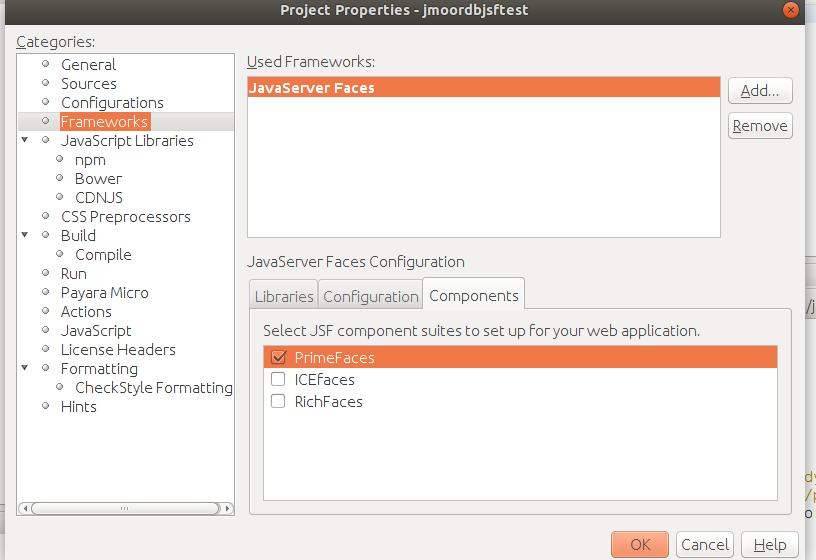 Project Properties - jmoordbjsftest
Categories:
General
Sources
Configurations
Frameworks
JavaScript Libraries
npm
Bower
CDNJS
CSS Preprocessors
Build
Compile
Run
Payara Micro
Actions
JavaScript
License Headers
Formatting
CheckStyle Formatting
Hints
Used Frameworks:
JavaServer Faces
Add...
Remove
JavaServer Faces Configuration
Libraries Configuration Components
Select JSF component suites to set up for your web application.
PrimeFaces
ICEfaces
RichFaces
OK Cancel Help